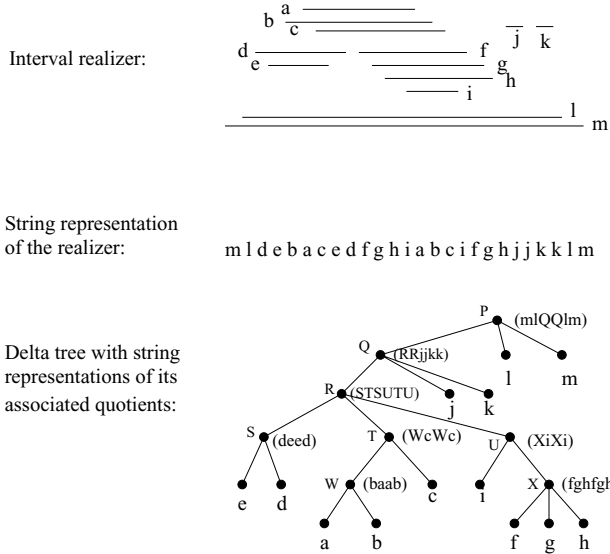 a
b
c
j k
d f
Interval realizer:
e g
h
i
l
m
String representation
of the realizer:
m l d e b a c e d f g h i a b c i f g h j j k k l m
P (mlQQlm)
Q (RRjjkk)
Delta tree with string
representations of its
associated quotients:
l m
R (STSUTU)
j k
S (deed) T (WcWc) U (XiXi)
W (baab) X (fghfgh
e d c i
a b f g h